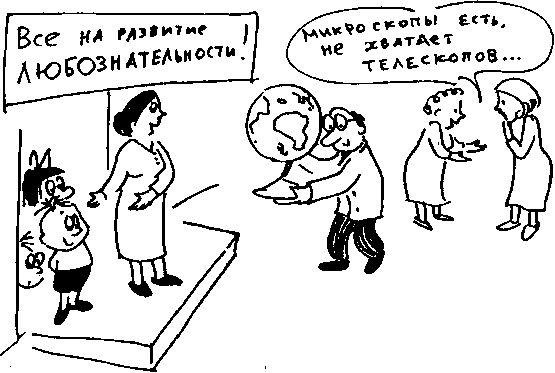 Все на развитие
ЛЮБОЗНАТЕЛЬНОСТИ!
Микроскопы есть,
не хватает
телескопов...